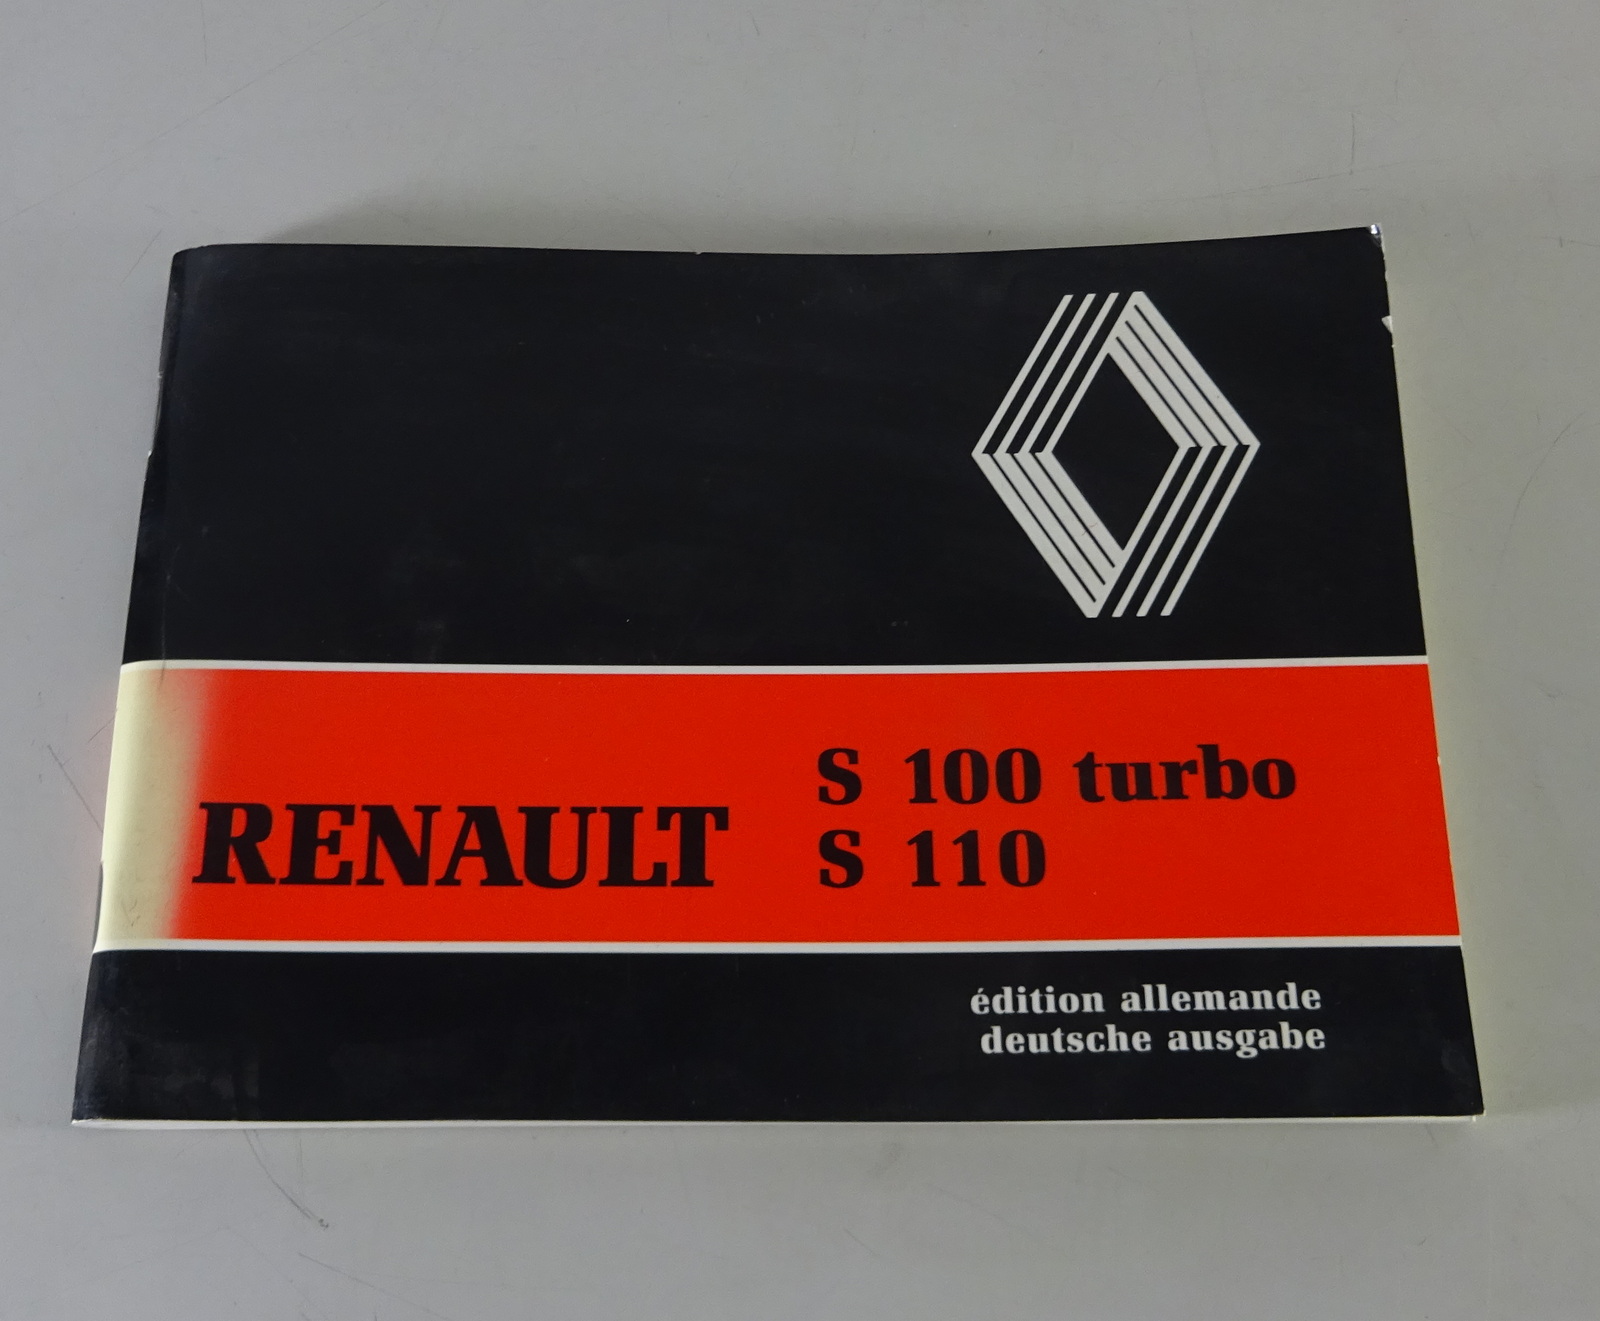 RENAULT
S 100 turbo
S 110
édition allemande
deutsche ausgabe